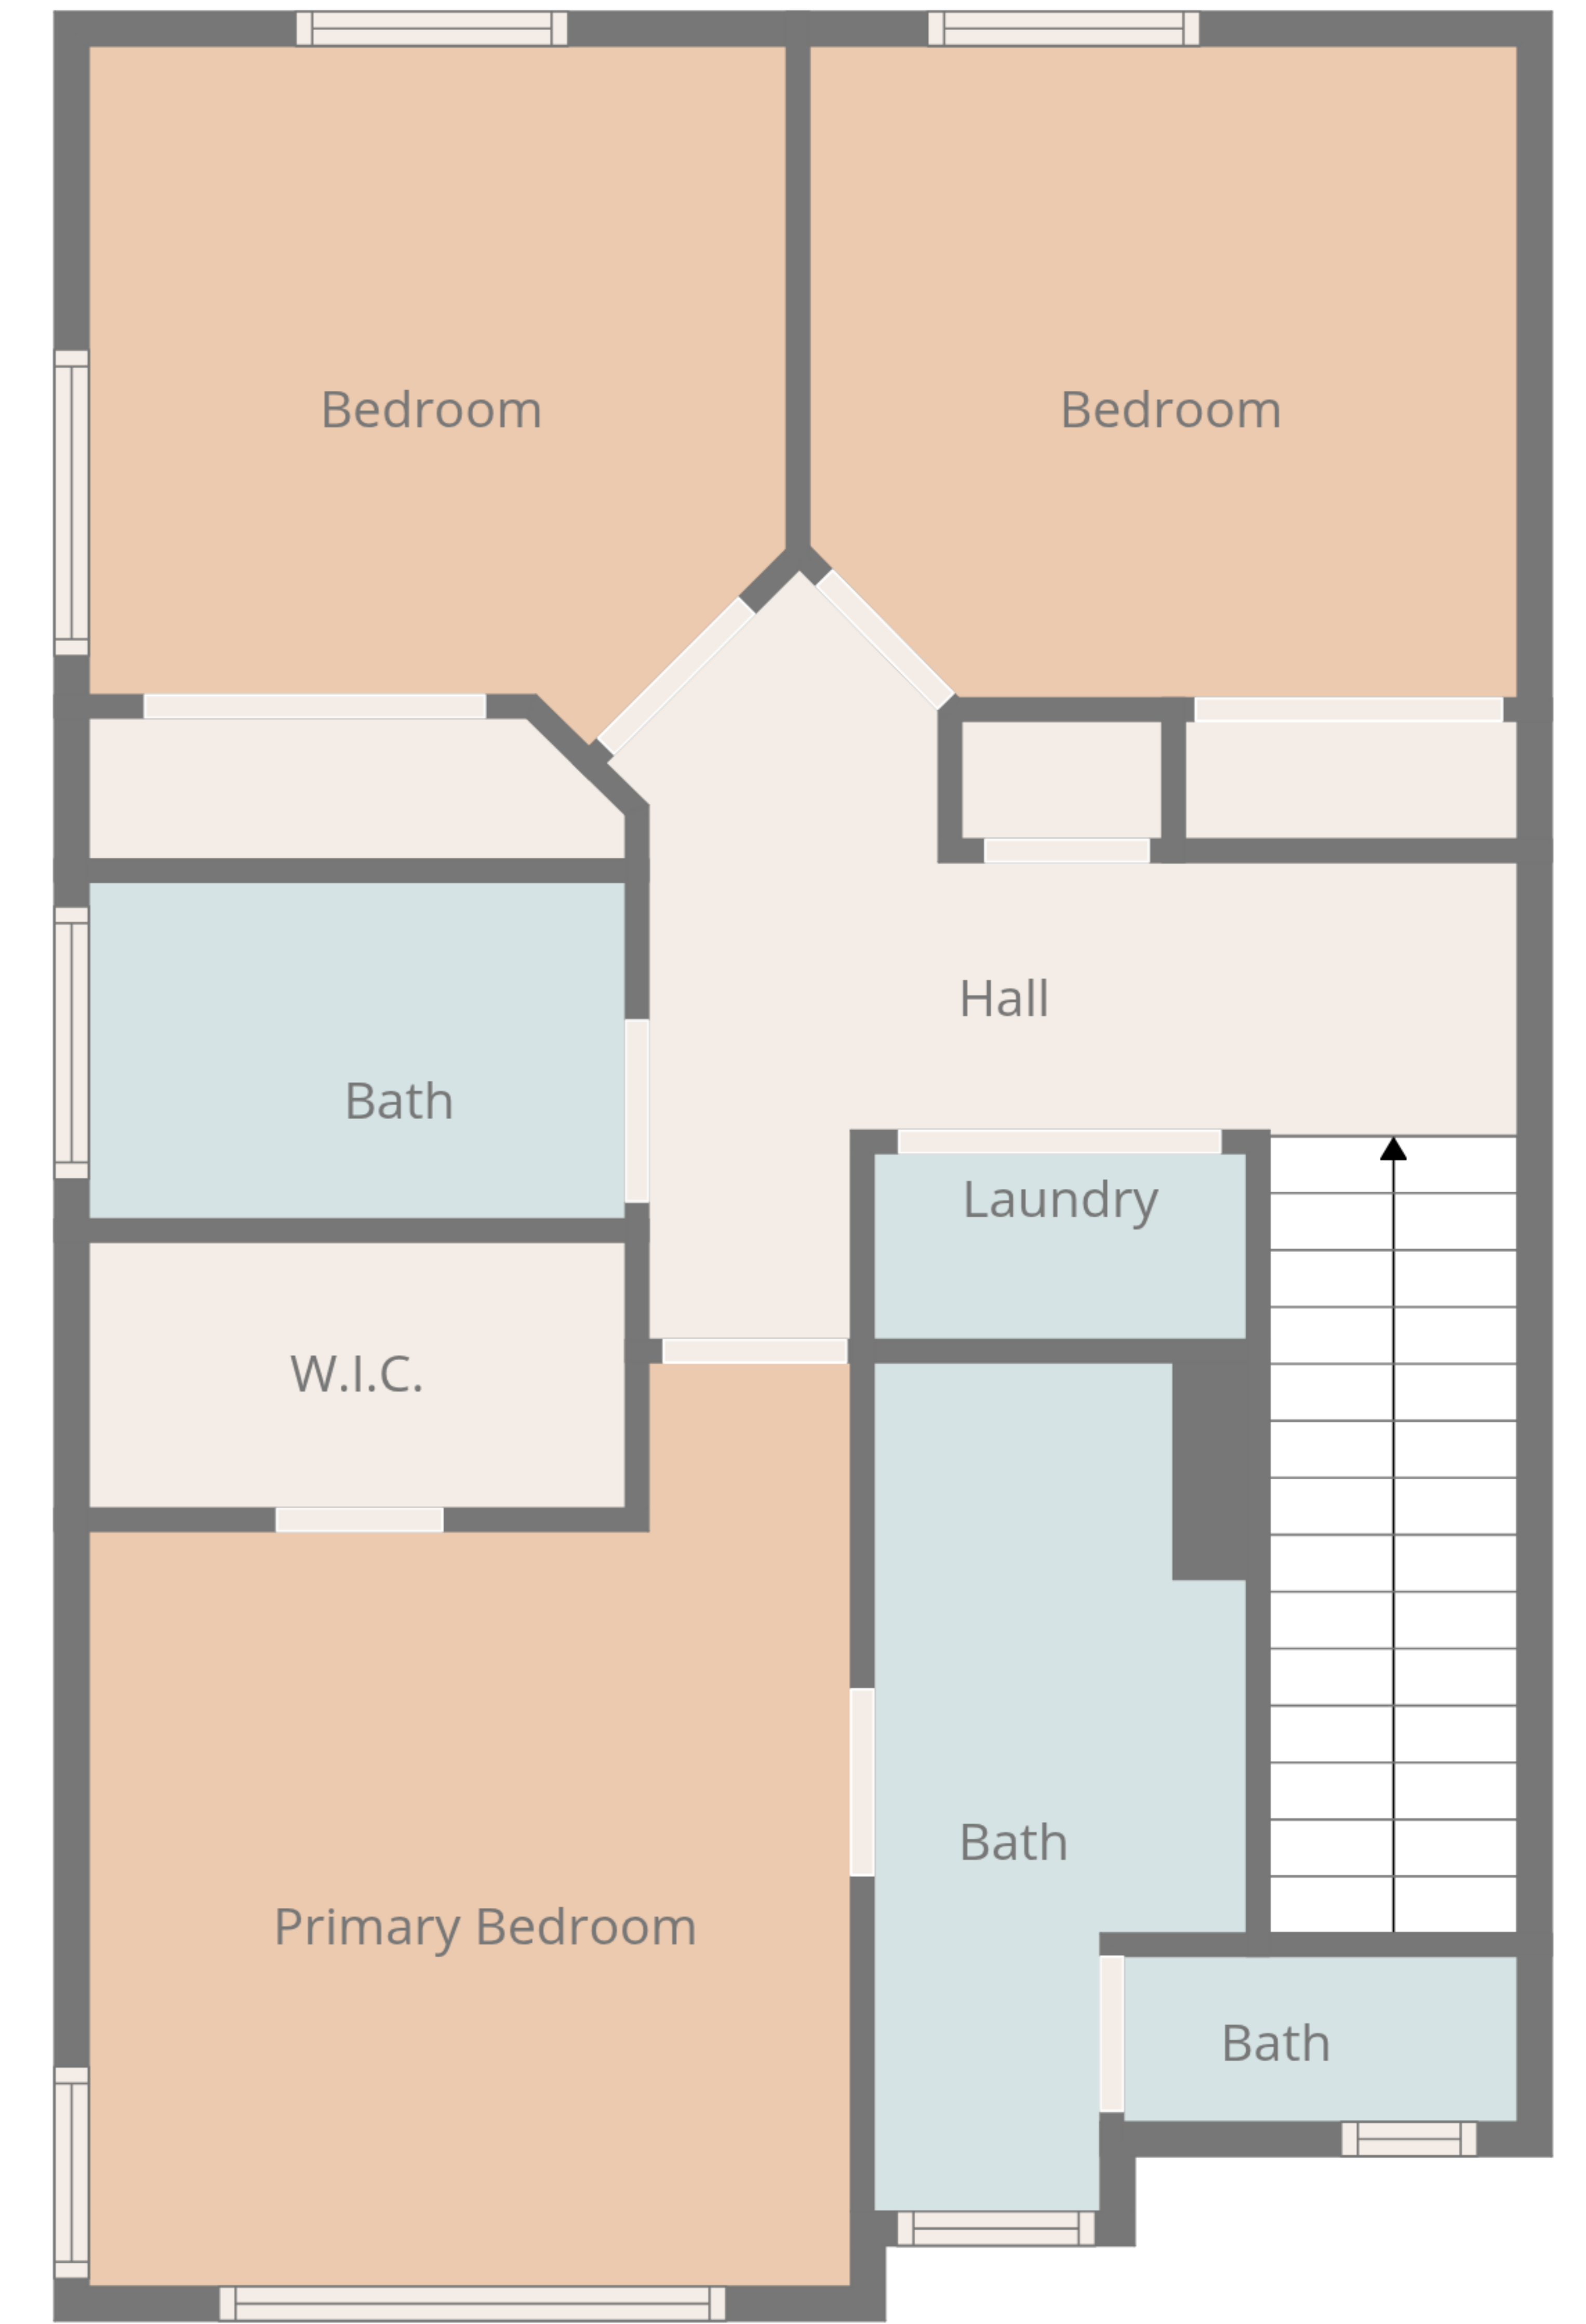 Bedroom
Bedroom
Hall
Bath
Laundry
W.I.C.
Bath
Primary Bedroom
Bath